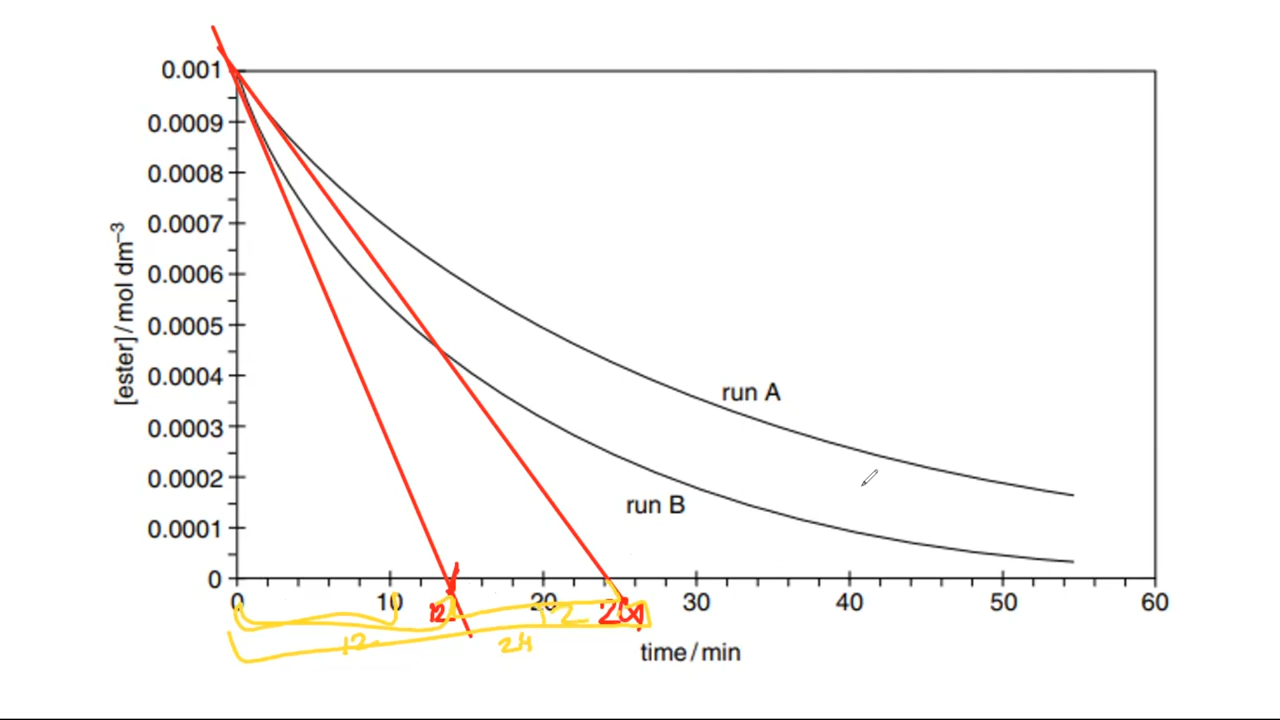 0.001
0.0009
0.0008
0.0007
0.0006
0.0005
0.0004
0.0003
0.0002
0.0001
0
[ester]/mol dm⁻³
run A
run B
0 10 20 30 40 50 60
12
12
24
time/min